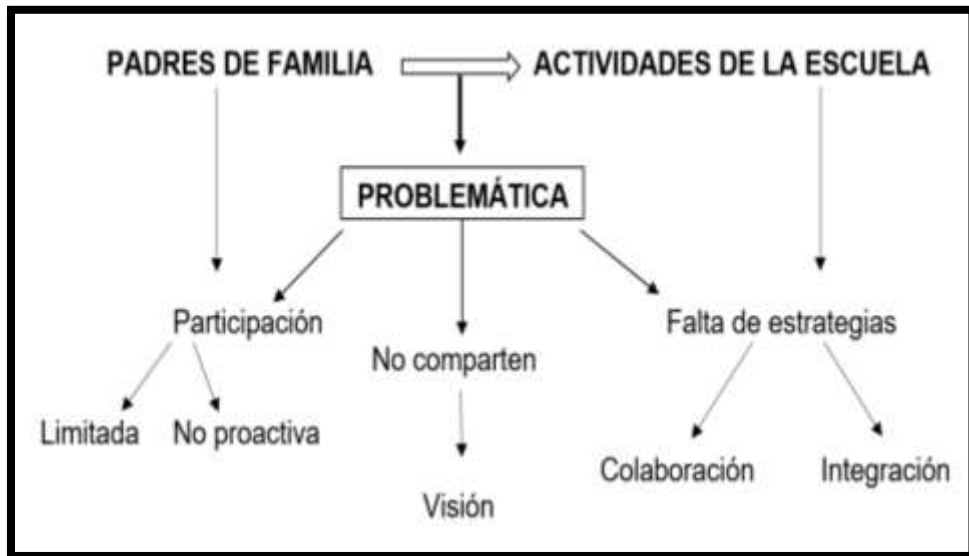 PADRES DE FAMILIA
ACTIVIDADES DE LA ESCUELA
PROBLEMÁTICA
Participación
Falta de estrategias
No comparten
Limitada
No proactiva
Colaboración
Integración
Visión